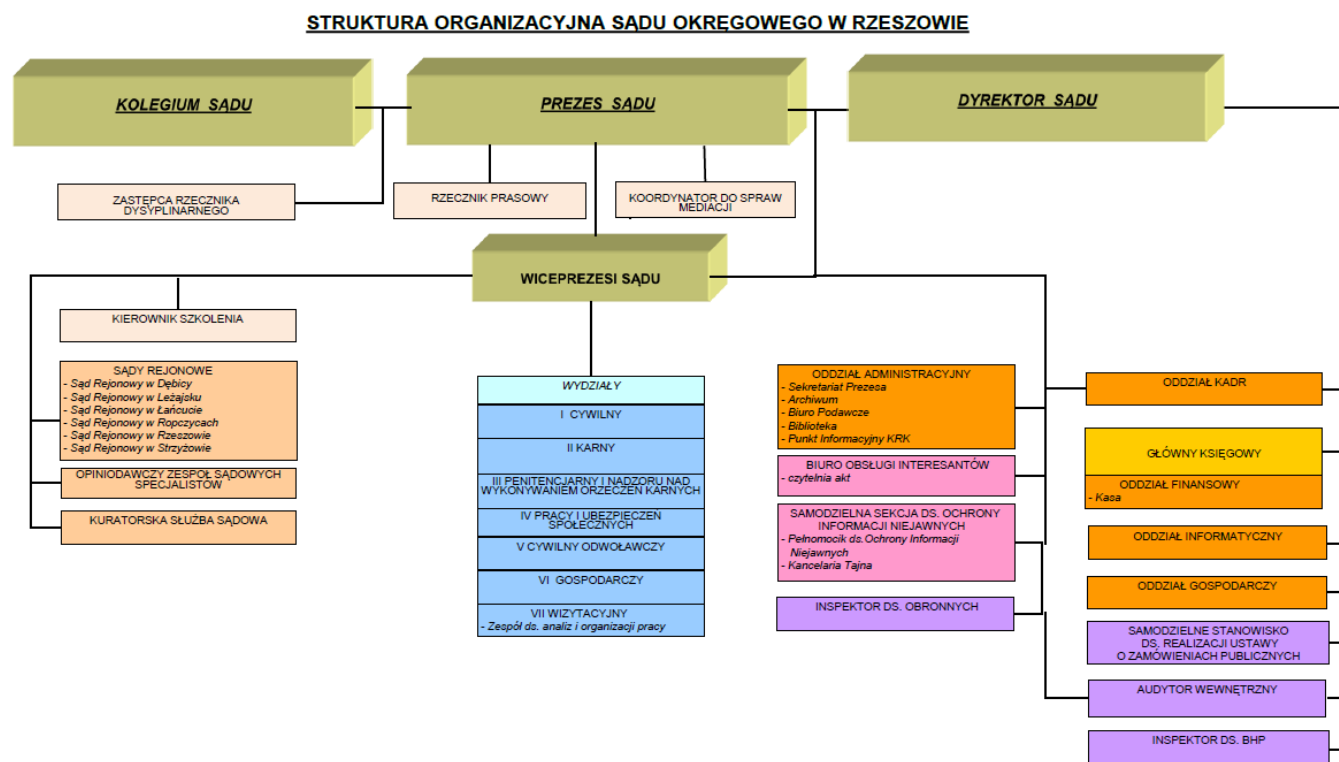 STRUKTURA ORGANIZACYJNA SĄDU OKRĘGOWEGO W RZESZOWIE
KOLEGIUM SĄDU
PREZES SĄDU
DYREKTOR SĄDU
ZASTĘPCA RZECZNIKA
DYSYPLINARNEGO
RZECZNIK PRASOWY
KOORDYNATOR DO SPRAW
MEDIACJI
WICEPREZESI SĄDU
KIEROWNIK SZKOLENIA
SĄDY REJONOWE
- Sąd Rejonowy w Dębicy
- Sąd Rejonowy w Leżajsku
- Sąd Rejonowy w Łańcucie
- Sąd Rejonowy w Ropczycach
- Sąd Rejonowy w Rzeszowie
- Sąd Rejonowy w Strzyżowie
OPINIODAWCZY ZESPÓŁ SĄDOWYCH
SPECJALISTÓW
KURATORSKA SŁUŻBA SĄDOWA
WYDZIAŁY
I CYWILNY
II KARNY
III PENITENCJARNY I NADZORU NAD
WYKONYWANIEM ORZECZEŃ KARNYCH
IV PRACY I UBEZPIECZEŃ
SPOŁECZNYCH
V CYWILNY ODWOŁAWCZY
VI GOSPODARCZY
VII WIZYTACYJNY
- Zespół ds. analiz i organizacji pracy
ODDZIAŁ ADMINISTRACYJNY
- Sekretariat Prezesa
- Archiwum
- Biuro Podawcze
- Biblioteka
- Punkt Informacyjny KRK
BIURO OBSŁUGI INTERESANTÓW
- czytelnia akt
SAMODZIELNA SEKCJA DS. OCHRONY
INFORMACJI NIEJAWNYCH
- Pełnomocik ds.Ochrony Informacji
Niejawnych
- Kancelaria Tajna
INSPEKTOR DS. OBRONNYCH
ODDZIAŁ KADR
GŁÓWNY KSIĘGOWY
ODDZIAŁ FINANSOWY
- Kasa
ODDZIAŁ INFORMATYCZNY
ODDZIAŁ GOSPODARCZY
SAMODZIELNE STANOWISKO
DS. REALIZACJI USTAWY
O ZAMÓWIENIACH PUBLICZNYCH
AUDYTOR WEWNĘTRZNY
INSPEKTOR DS. BHP